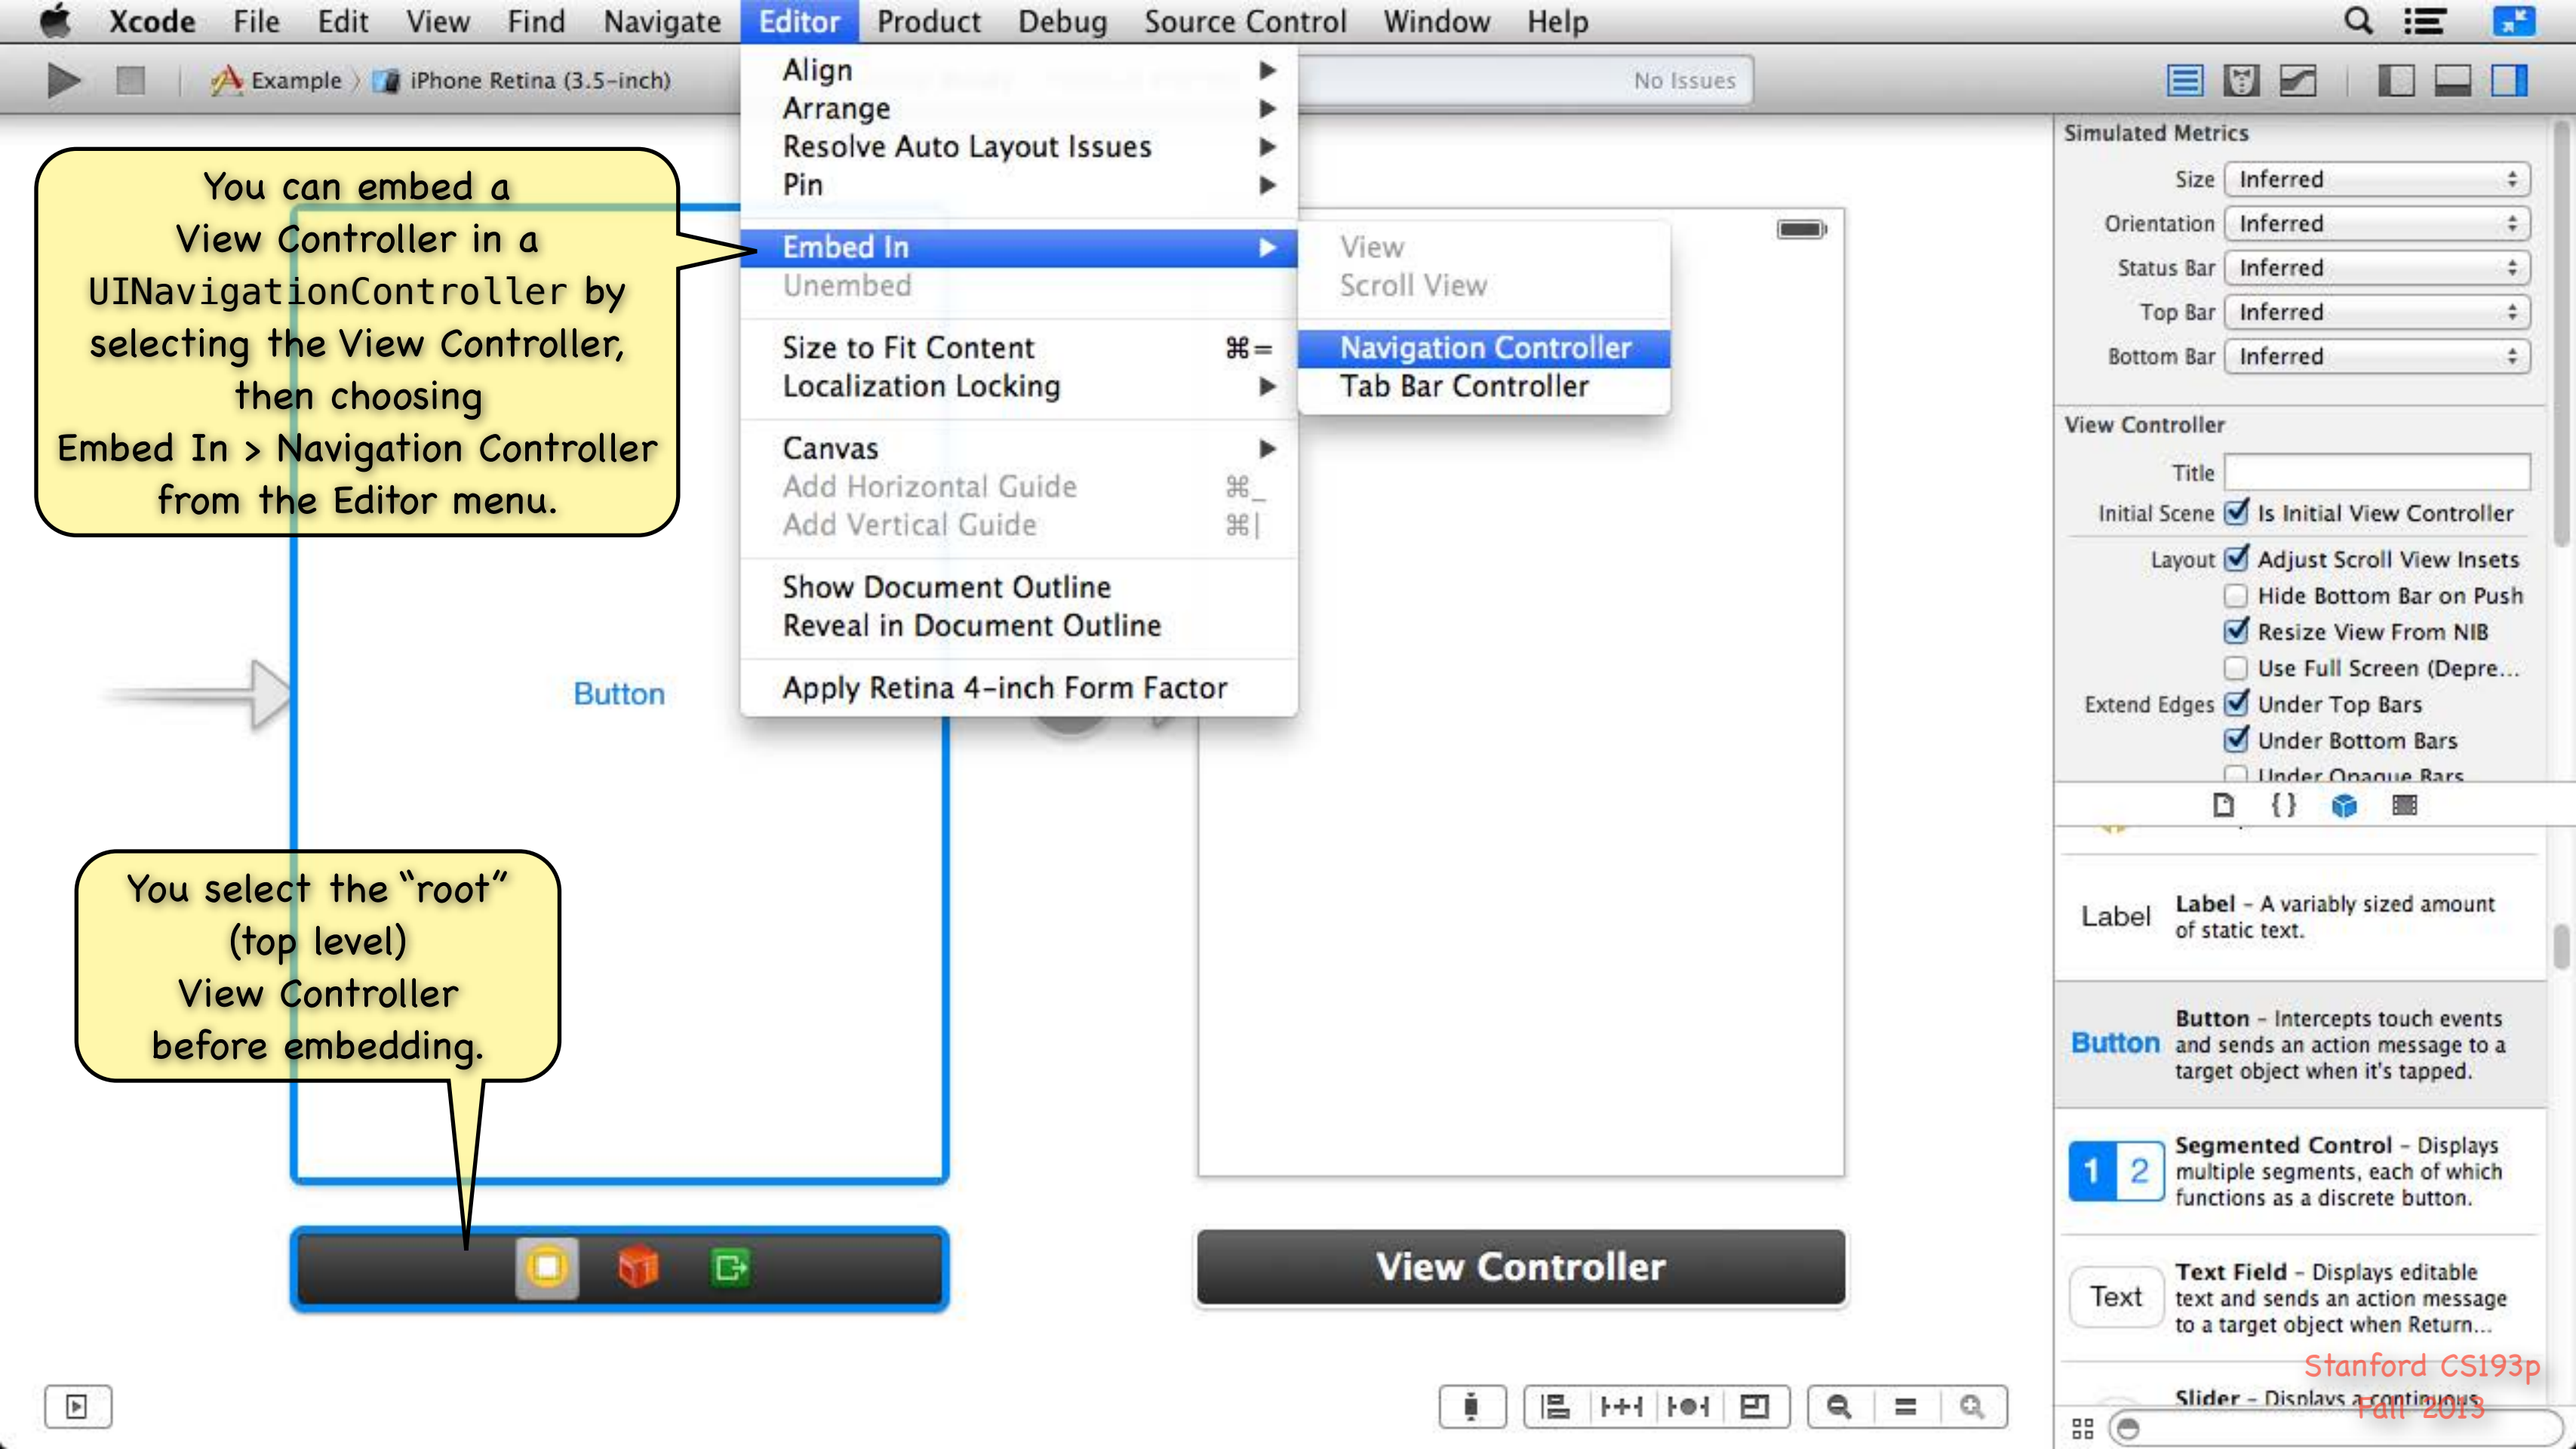 Xcode File Edit View Find Navigate Editor Product Debug Source Control Window Help
Example 〉 iPhone Retina (3.5-inch)
No Issues
Align
Arrange
Resolve Auto Layout Issues
Pin
Embed In
Unembed
Size to Fit Content ⌘=
Localization Locking
Canvas
Add Horizontal Guide ⌘_
Add Vertical Guide ⌘|
Show Document Outline
Reveal in Document Outline
Apply Retina 4-inch Form Factor
View
Scroll View
Navigation Controller
Tab Bar Controller
You can embed a
View Controller in a
UINavigationController by
selecting the View Controller,
then choosing
Embed In > Navigation Controller
from the Editor menu.
Button
You select the “root”
(top level)
View Controller
before embedding.
View Controller
Simulated Metrics
Size Inferred
Orientation Inferred
Status Bar Inferred
Top Bar Inferred
Bottom Bar Inferred
View Controller
Title
Initial Scene Is Initial View Controller
Layout Adjust Scroll View Insets
Hide Bottom Bar on Push
Resize View From NIB
Use Full Screen (Depre...
Extend Edges Under Top Bars
Under Bottom Bars
Under Opaque Bars
{ }
Label
Label - A variably sized amount
of static text.
Button
Button - Intercepts touch events
and sends an action message to a
target object when it's tapped.
1 2
Segmented Control - Displays
multiple segments, each of which
functions as a discrete button.
Text
Text Field - Displays editable
text and sends an action message
to a target object when Return...
Slider - Displays a continuous
Stanford CS193p
Fall 2013